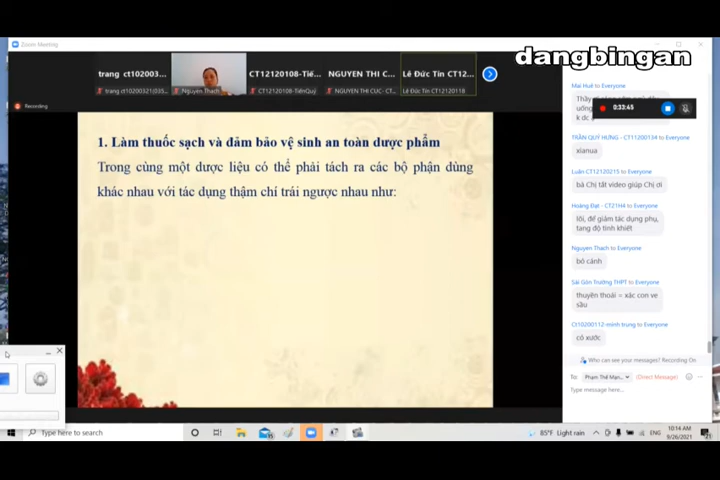 Zoom Meeting
dangbingan
trang ct102003...
CT12120108-Tiế...
NGUYEN THI C...
Lê Đức Tín CT12...
trang ct10200321(035...
Nguyen Thach
CT12120108-TiếnQuý
NGUYEN THI CUC - CT...
Lê Đức Tín CT12120118
Recording
1. Làm thuốc sạch và đảm bảo vệ sinh an toàn dược phẩm
Trong cùng một dược liệu có thể phải tách ra các bộ phận dùng
khác nhau với tác dụng thậm chí trái ngược nhau như:
Mai Huê to Everyone
uống
k dc
0:33:45
TRẦN QUÝ HƯNG - CT11200134 to Everyone
xianua
Luân CT12120215 to Everyone
bà Chị tắt video giúp Chị di
Hoàng Đạt - CT21H4 to Everyone
lõi, để giảm tác dụng phụ,
tang độ tinh khiết
Nguyen Thach to Everyone
bỏ cánh
Sài Gòn Trường THPT to Everyone
thuyền thoái = xác con ve
sầu
Ct10200112-minh trung to Everyone
cỏ xước
Who can see your messages? Recording On
To:
Phạm Thế Mạn...
(Direct Message)
Type message here...
Type here to search
85°F Light rain
ENG
10:14 AM
9/26/2021